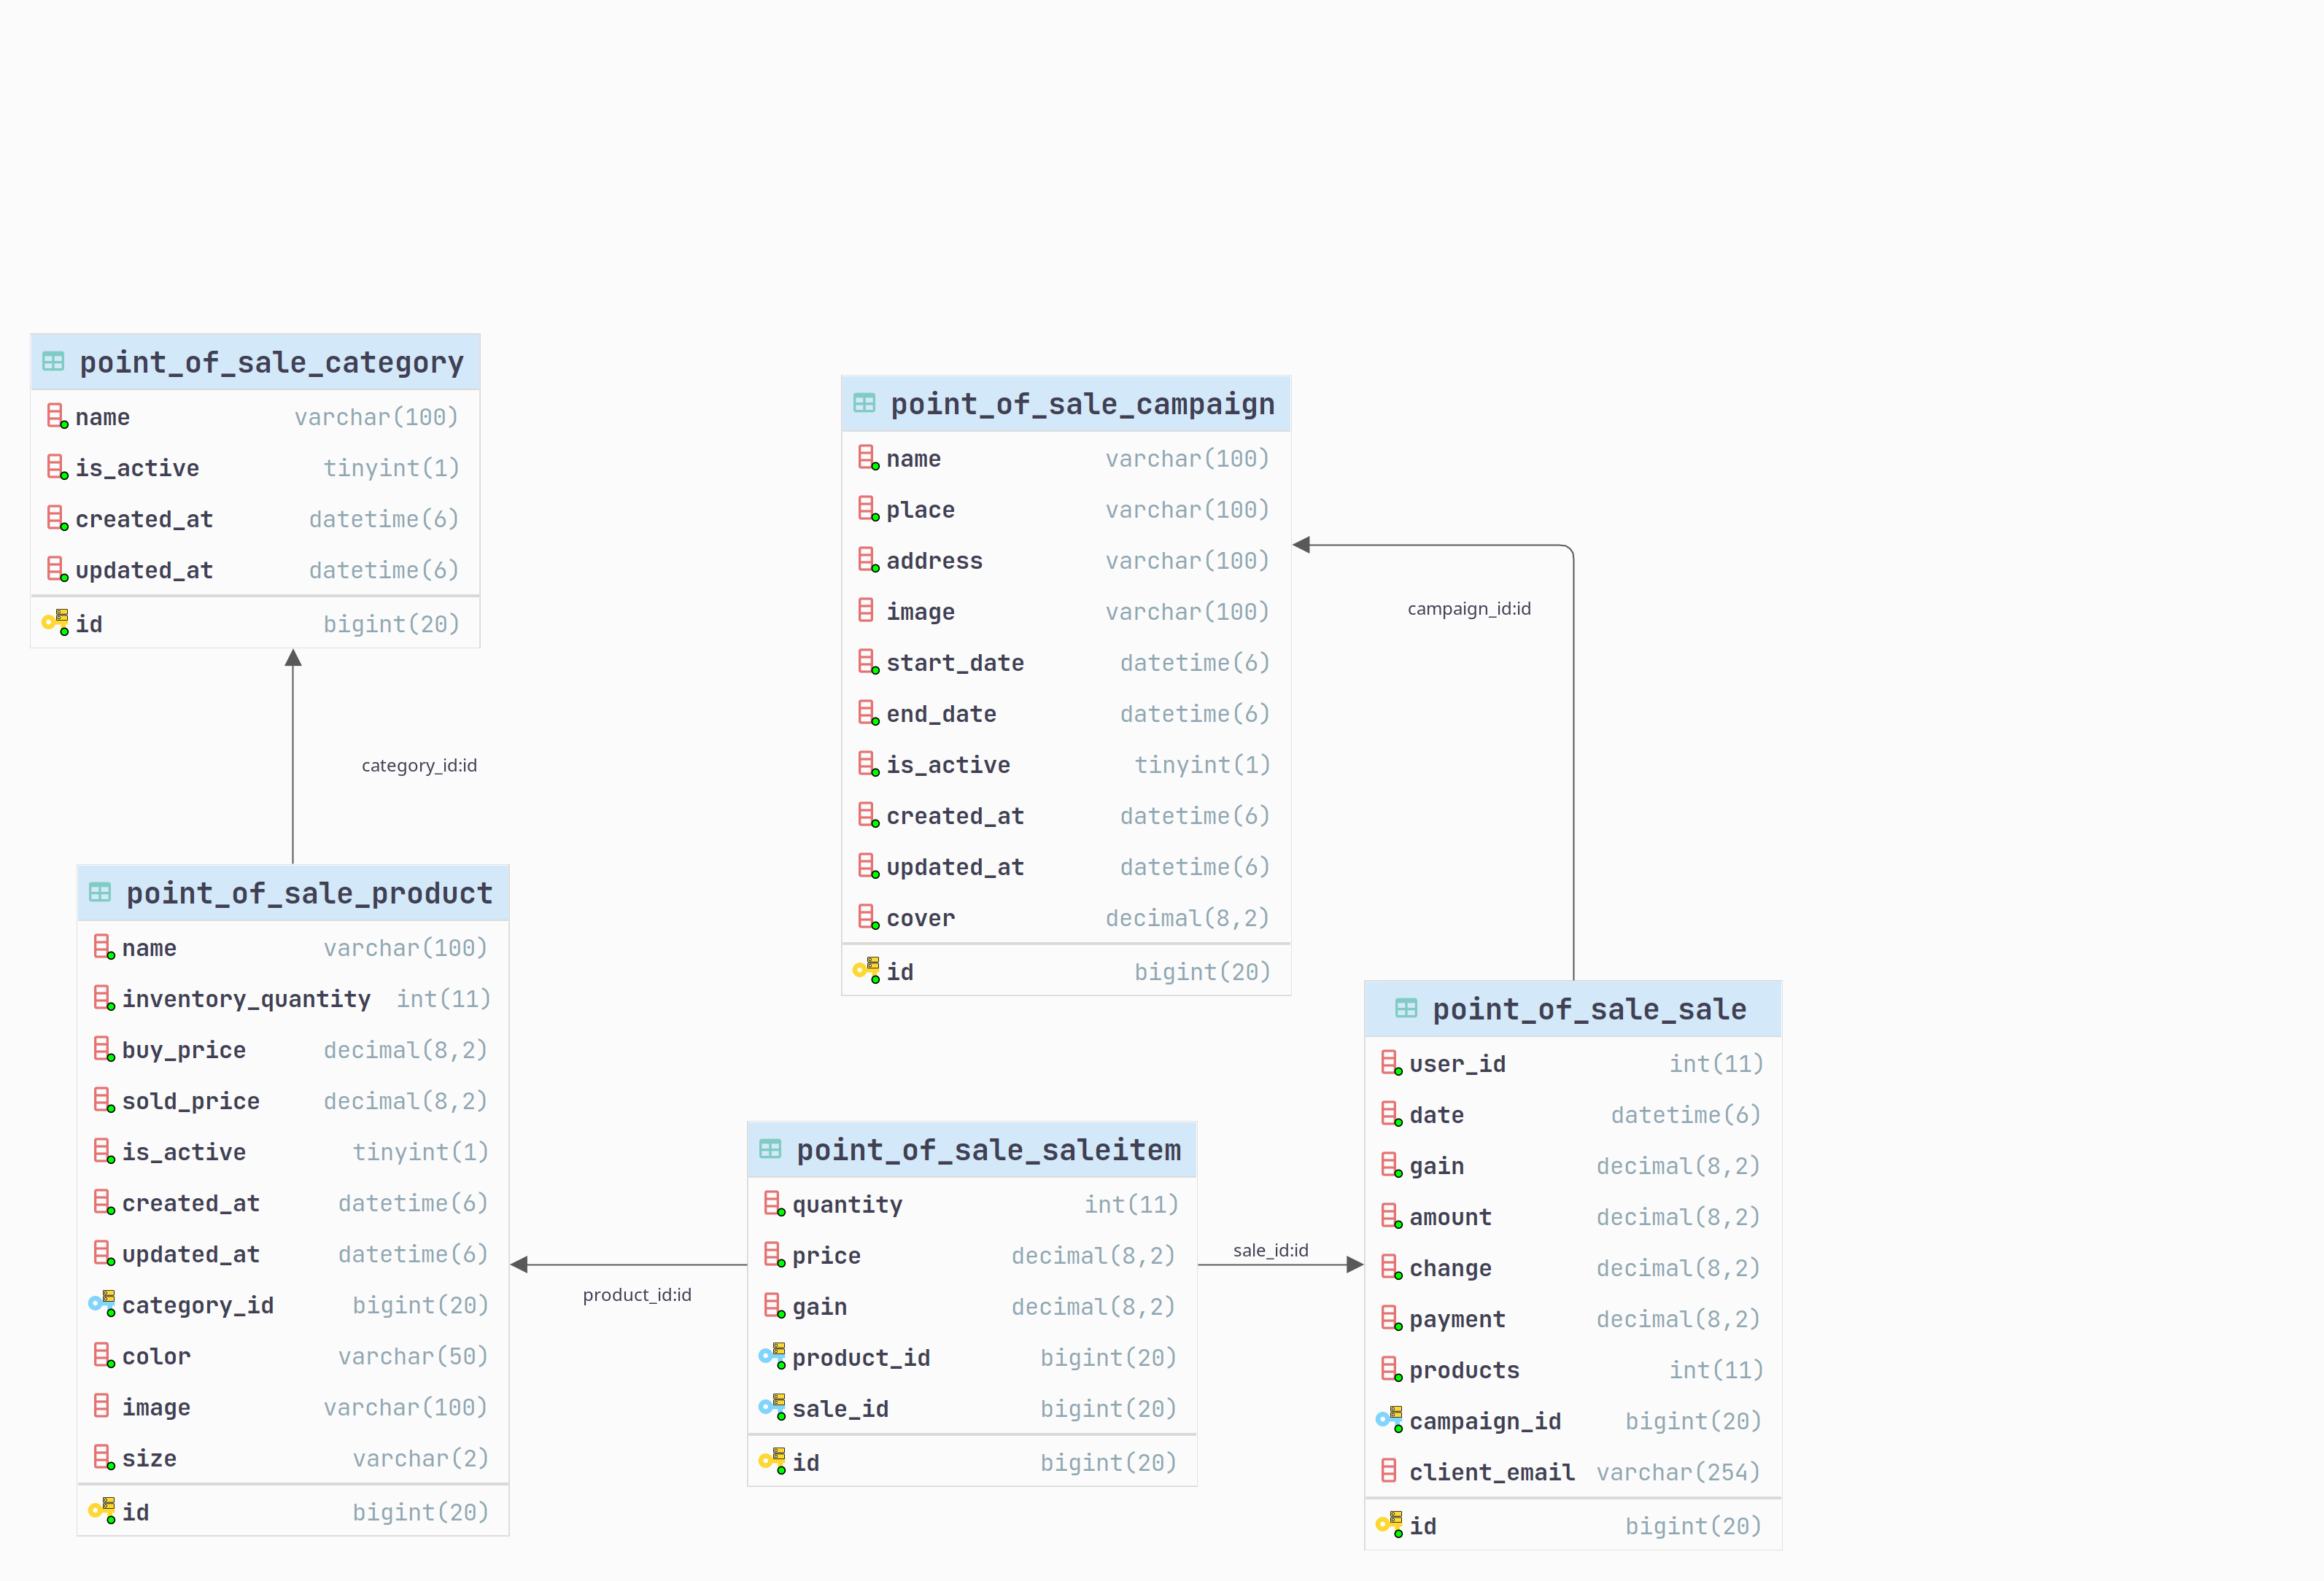 point_of_sale_category
name varchar(100)
is_active tinyint(1)
created_at datetime(6)
updated_at datetime(6)
id bigint(20)
category_id:id
point_of_sale_product
name varchar(100)
inventory_quantity int(11)
buy_price decimal(8,2)
sold_price decimal(8,2)
is_active tinyint(1)
created_at datetime(6)
updated_at datetime(6)
category_id bigint(20)
color varchar(50)
image varchar(100)
size varchar(2)
id bigint(20)
product_id:id
point_of_sale_campaign
name varchar(100)
place varchar(100)
address varchar(100)
image varchar(100)
start_date datetime(6)
end_date datetime(6)
is_active tinyint(1)
created_at datetime(6)
updated_at datetime(6)
cover decimal(8,2)
id bigint(20)
campaign_id:id
point_of_sale_saleitem
quantity int(11)
price decimal(8,2)
gain decimal(8,2)
product_id bigint(20)
sale_id bigint(20)
id bigint(20)
sale_id:id
point_of_sale_sale
user_id int(11)
date datetime(6)
gain decimal(8,2)
amount decimal(8,2)
change decimal(8,2)
payment decimal(8,2)
products int(11)
campaign_id bigint(20)
client_email varchar(254)
id bigint(20)